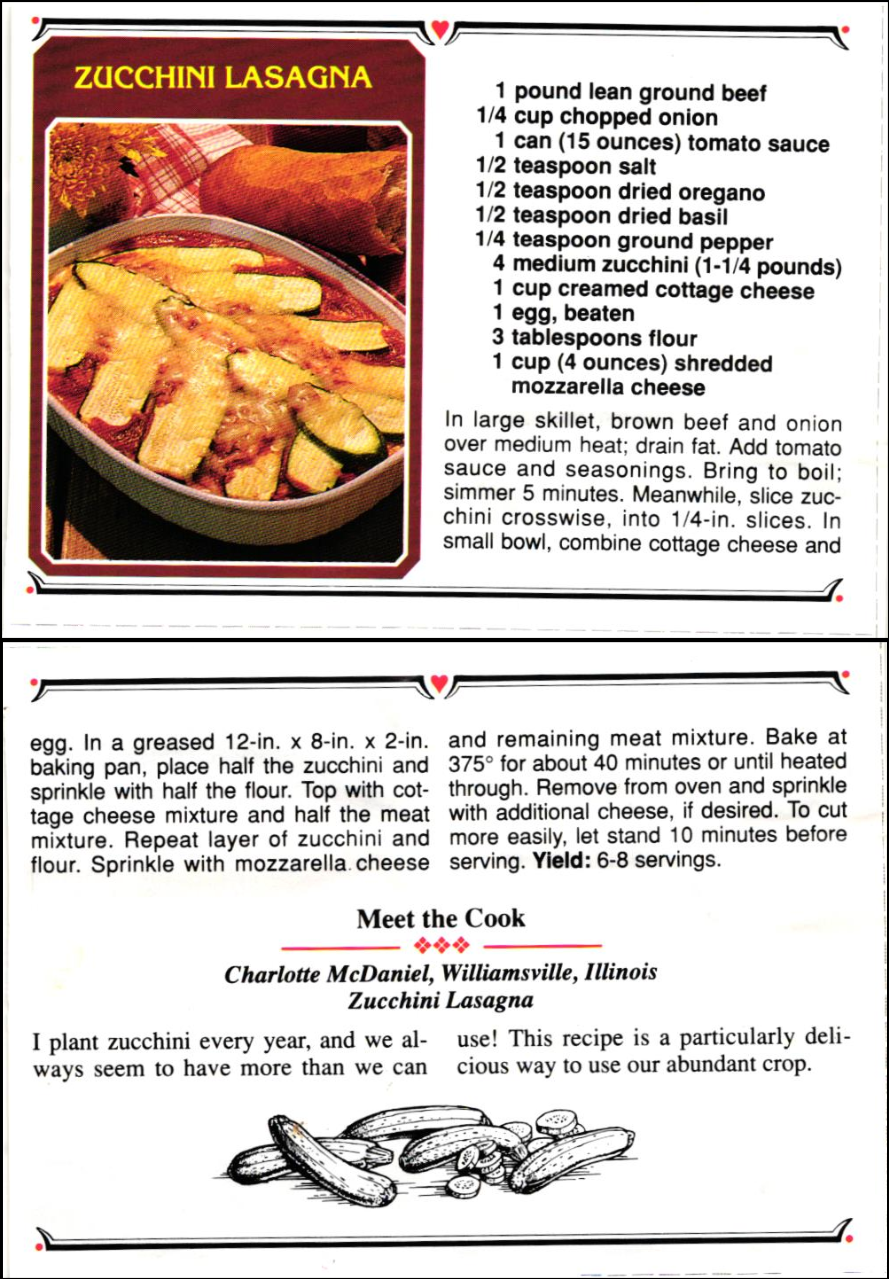 ZUCCHINI LASAGNA
1 pound lean ground beef
1/4 cup chopped onion
1 can (15 ounces) tomato sauce
1/2 teaspoon salt
1/2 teaspoon dried oregano
1/2 teaspoon dried basil
1/4 teaspoon ground pepper
4 medium zucchini (1-1/4 pounds)
1 cup creamed cottage cheese
1 egg, beaten
3 tablespoons flour
1 cup (4 ounces) shredded
mozzarella cheese
In large skillet, brown beef and onion
over medium heat; drain fat. Add tomato
sauce and seasonings. Bring to boil;
simmer 5 minutes. Meanwhile, slice zuc-
chini crosswise, into 1/4-in. slices. In
small bowl, combine cottage cheese and
egg. In a greased 12-in. x 8-in. x 2-in.
baking pan, place half the zucchini and
sprinkle with half the flour. Top with cot-
tage cheese mixture and half the meat
mixture. Repeat layer of zucchini and
flour. Sprinkle with mozzarella cheese
and remaining meat mixture. Bake at
375° for about 40 minutes or until heated
through. Remove from oven and sprinkle
with additional cheese, if desired. To cut
more easily, let stand 10 minutes before
serving. Yield: 6-8 servings.
Meet the Cook
Charlotte McDaniel, Williamsville, Illinois
Zucchini Lasagna
I plant zucchini every year, and we al-
ways seem to have more than we can
use! This recipe is a particularly deli-
cious way to use our abundant crop.